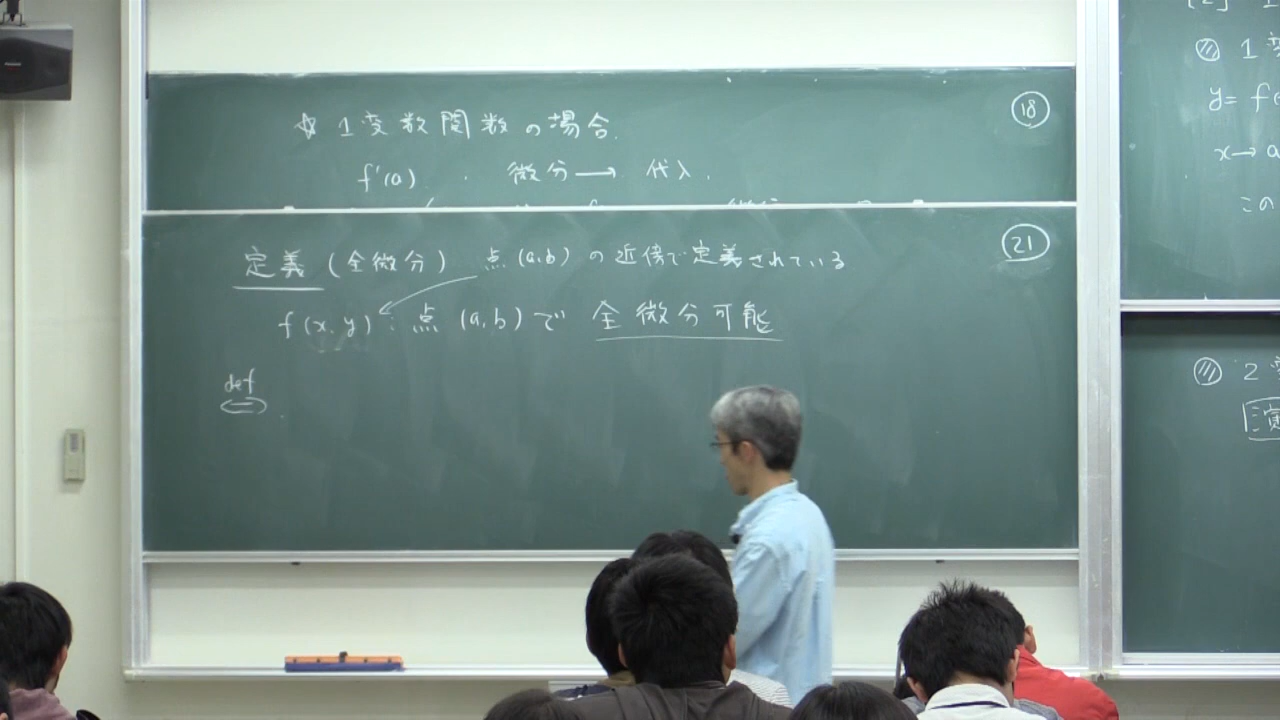 ☆ 1変数関数の場合.
⑱
f'(a) . 微分 → 代入.
定義 (全微分) 点(a,b)の近傍で定義されている
㉑
f(x,y) : 点(a,b)で 全微分可能
def
⇔
◎ 1
y= f(
x→a
この
◎ 2
演